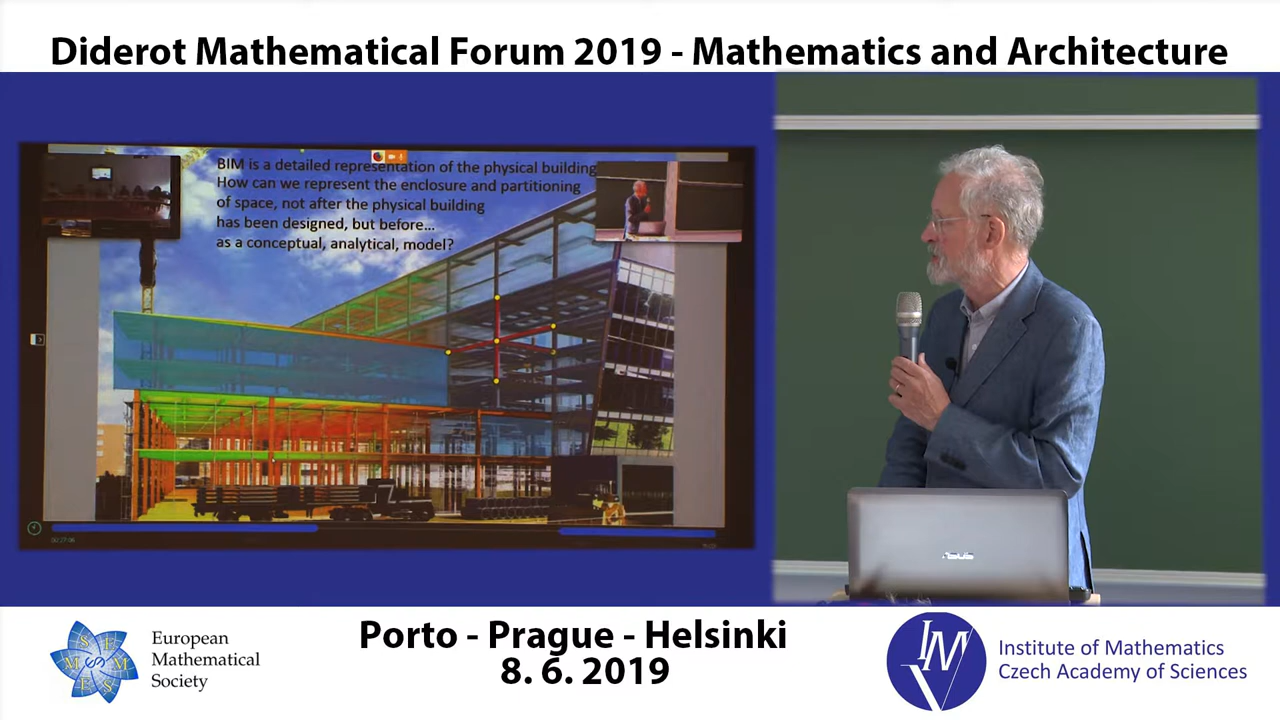 Diderot Mathematical Forum 2019 - Mathematics and Architecture
BIM is a detailed representation of the physical building
How can we represent the enclosure and partitioning
of space, not after the physical building
has been designed, but before...
as a conceptual, analytical, model?
ASUS
European
Mathematical
Society
Porto - Prague - Helsinki
8. 6. 2019
IM
Institute of Mathematics
Czech Academy of Sciences